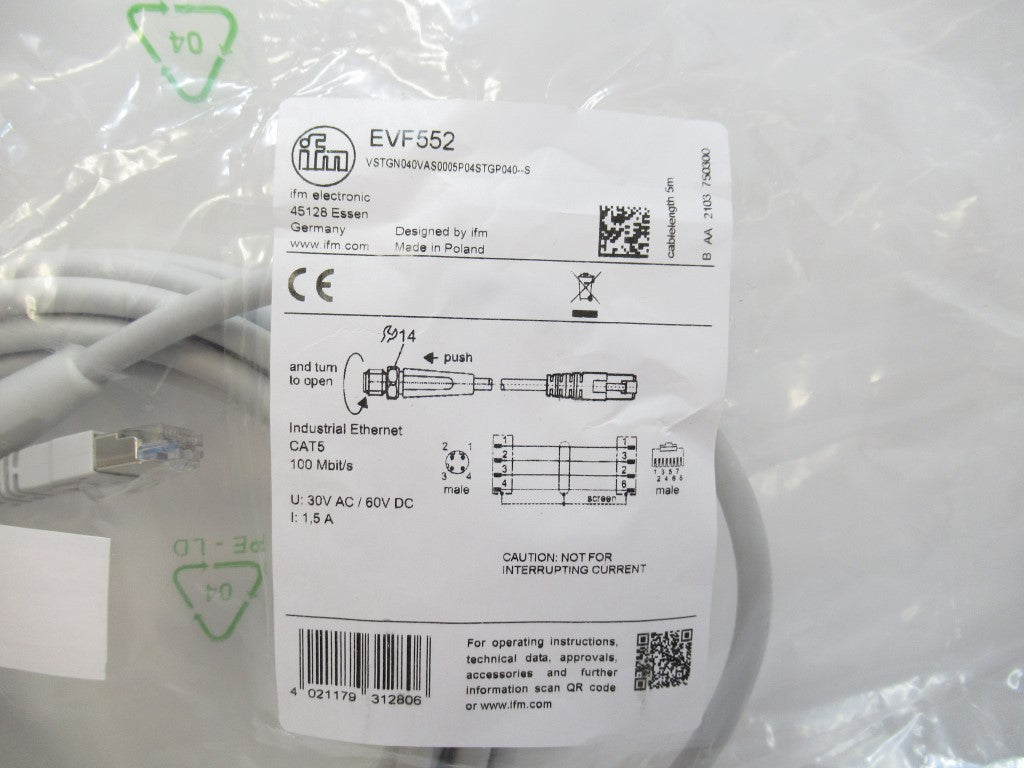 04
ifm
EVF552
VSTGN040VAS0005P04STGP040--S
ifm electronic
45128 Essen
Germany
www.ifm.com
Designed by ifm
Made in Poland
cablelength 5m
B AA 2103 750300
CE
14
push
and turn
to open
Industrial Ethernet
CAT5
100 Mbit/s
U: 30V AC / 60V DC
I: 1,5 A
2 1
3 4
male
1 1
2 3
3 2
4 6
screen
1 3 5 7
2 4 6 8
male
CAUTION: NOT FOR
INTERRUPTING CURRENT
PE-LD
04
4 021179 312806
For operating instructions,
technical data, approvals,
accessories and further
information scan QR code
or www.ifm.com